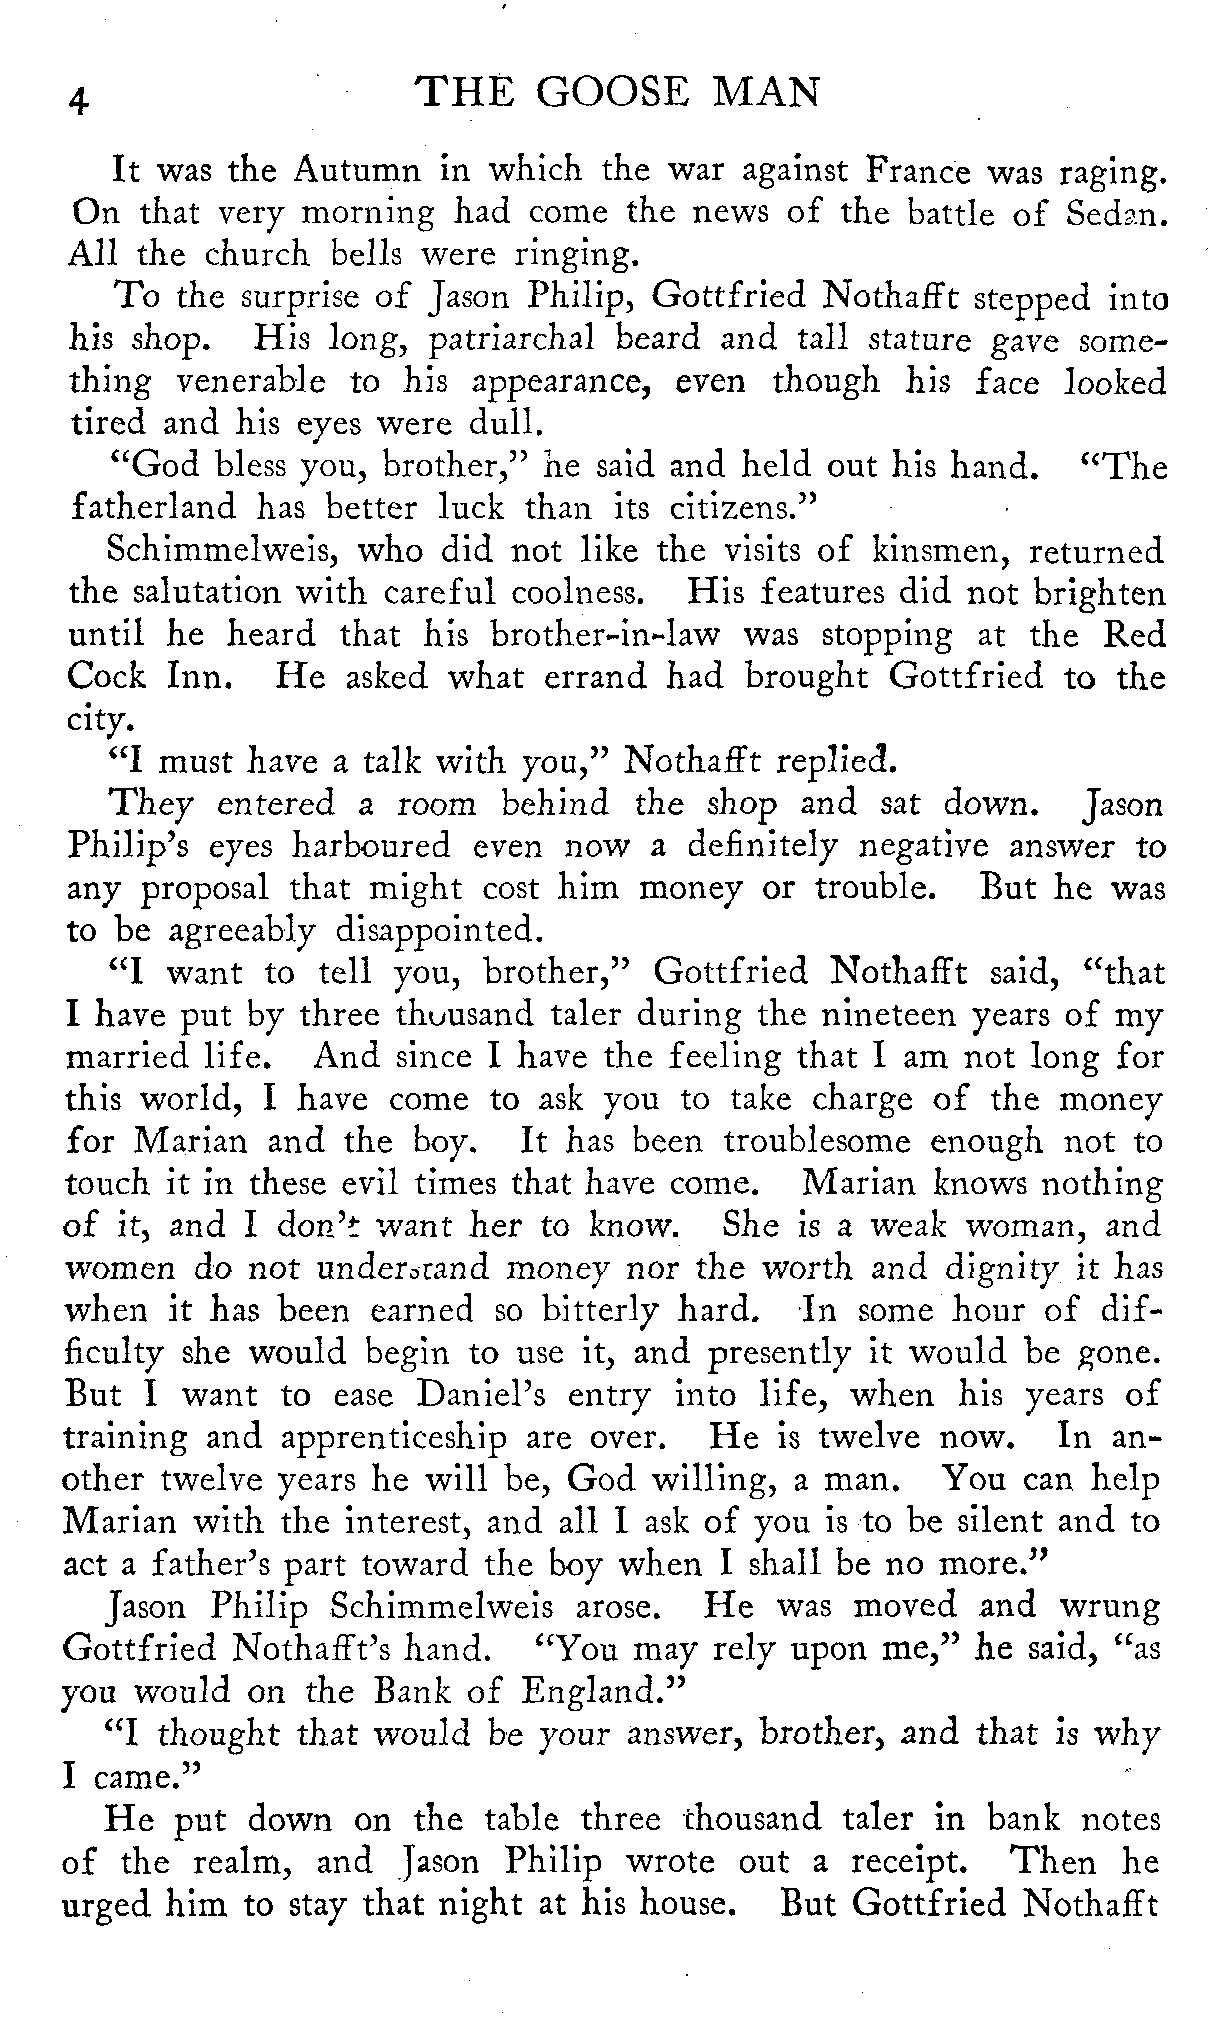 4 THE GOOSE MAN
It was the Autumn in which the war against France was raging.
On that very morning had come the news of the battle of Sedan.
All the church bells were ringing.
To the surprise of Jason Philip, Gottfried Nothafft stepped into
his shop. His long, patriarchal beard and tall stature gave some-
thing venerable to his appearance, even though his face looked
tired and his eyes were dull.
“God bless you, brother,” he said and held out his hand. “The
fatherland has better luck than its citizens.”
Schimmelweis, who did not like the visits of kinsmen, returned
the salutation with careful coolness. His features did not brighten
until he heard that his brother-in-law was stopping at the Red
Cock Inn. He asked what errand had brought Gottfried to the
city.
“I must have a talk with you,” Nothafft replied.
They entered a room behind the shop and sat down. Jason
Philip’s eyes harboured even now a definitely negative answer to
any proposal that might cost him money or trouble. But he was
to be agreeably disappointed.
“I want to tell you, brother,” Gottfried Nothafft said, “that
I have put by three thousand taler during the nineteen years of my
married life. And since I have the feeling that I am not long for
this world, I have come to ask you to take charge of the money
for Marian and the boy. It has been troublesome enough not to
touch it in these evil times that have come. Marian knows nothing
of it, and I don’t want her to know. She is a weak woman, and
women do not understand money nor the worth and dignity it has
when it has been earned so bitterly hard. In some hour of dif-
ficulty she would begin to use it, and presently it would be gone.
But I want to ease Daniel’s entry into life, when his years of
training and apprenticeship are over. He is twelve now. In an-
other twelve years he will be, God willing, a man. You can help
Marian with the interest, and all I ask of you is to be silent and to
act a father’s part toward the boy when I shall be no more.”
Jason Philip Schimmelweis arose. He was moved and wrung
Gottfried Nothafft’s hand. “You may rely upon me,” he said, “as
you would on the Bank of England.”
“I thought that would be your answer, brother, and that is why
I came.”
He put down on the table three thousand taler in bank notes
of the realm, and Jason Philip wrote out a receipt. Then he
urged him to stay that night at his house. But Gottfried Nothafft